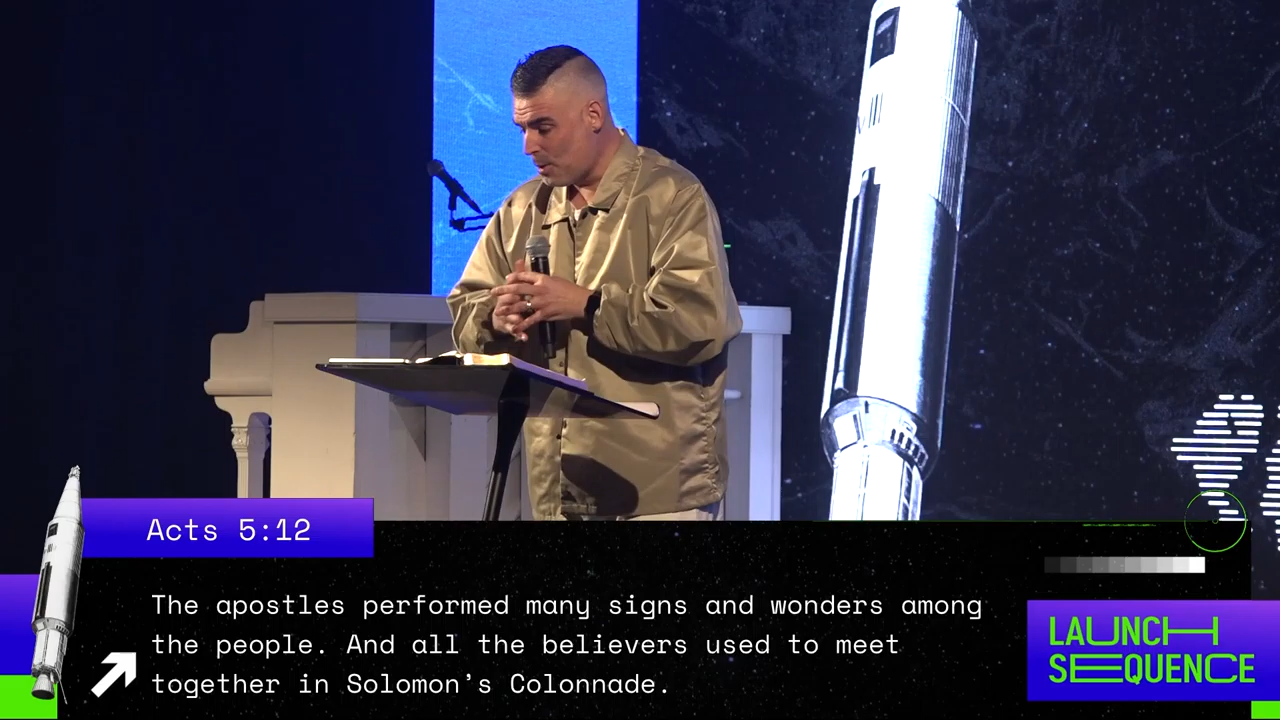 Acts 5:12
The apostles performed many signs and wonders among
the people. And all the believers used to meet
together in Solomon's Colonnade.
LAUNCH
SEQUENCE